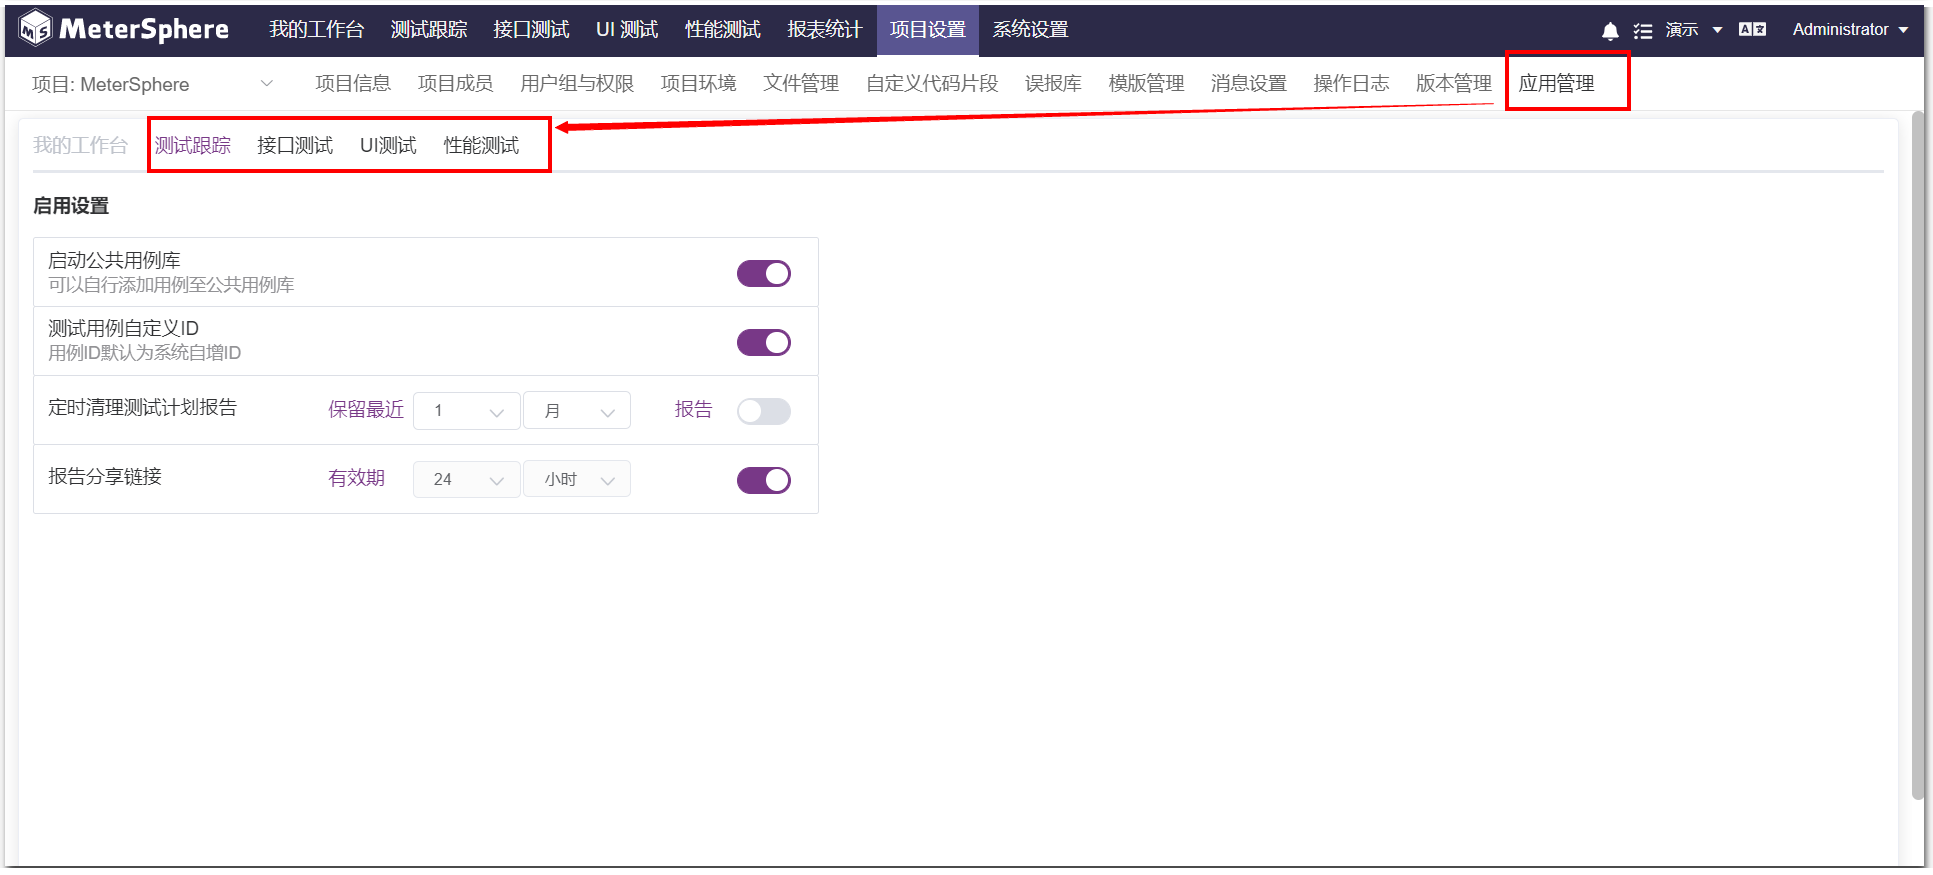 MeterSphere 我的工作台 测试跟踪 接口测试 UI 测试 性能测试 报表统计 项目设置 系统设置 演示 Administrator
项目: MeterSphere 项目信息 项目成员 用户组与权限 项目环境 文件管理 自定义代码片段 误报库 模版管理 消息设置 操作日志 版本管理 应用管理
我的工作台 测试跟踪 接口测试 UI测试 性能测试
启用设置
启动公共用例库
可以自行添加用例至公共用例库
测试用例自定义ID
用例ID默认为系统自增ID
定时清理测试计划报告 保留最近 1 月 报告
报告分享链接 有效期 24 小时